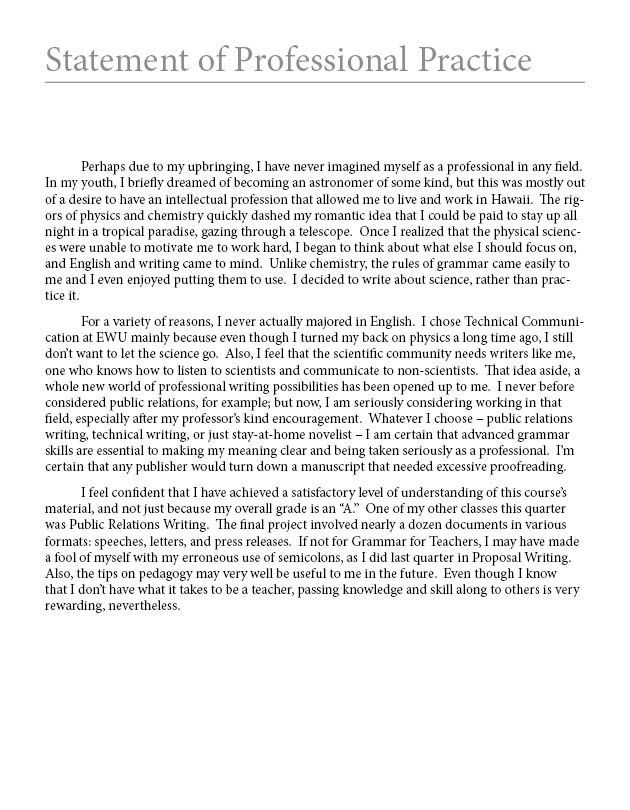 Statement of Professional Practice
Perhaps due to my upbringing, I have never imagined myself as a professional in any field.
In my youth, I briefly dreamed of becoming an astronomer of some kind, but this was mostly out
of a desire to have an intellectual profession that allowed me to live and work in Hawaii.  The rig-
ors of physics and chemistry quickly dashed my romantic idea that I could be paid to stay up all
night in a tropical paradise, gazing through a telescope.  Once I realized that the physical scienc-
es were unable to motivate me to work hard, I began to think about what else I should focus on,
and English and writing came to mind.  Unlike chemistry, the rules of grammar came easily to
me and I even enjoyed putting them to use.  I decided to write about science, rather than prac-
tice it.
For a variety of reasons, I never actually majored in English.  I chose Technical Communi-
cation at EWU mainly because even though I turned my back on physics a long time ago, I still
don’t want to let the science go.  Also, I feel that the scientific community needs writers like me,
one who knows how to listen to scientists and communicate to non-scientists.  That idea aside, a
whole new world of professional writing possibilities has been opened up to me.  I never before
considered public relations, for example; but now, I am seriously considering working in that
field, especially after my professor’s kind encouragement.  Whatever I choose – public relations
writing, technical writing, or just stay-at-home novelist – I am certain that advanced grammar
skills are essential to making my meaning clear and being taken seriously as a professional.  I’m
certain that any publisher would turn down a manuscript that needed excessive proofreading.
I feel confident that I have achieved a satisfactory level of understanding of this course’s
material, and not just because my overall grade is an “A.”  One of my other classes this quarter
was Public Relations Writing.  The final project involved nearly a dozen documents in various
formats: speeches, letters, and press releases.  If not for Grammar for Teachers, I may have made
a fool of myself with my erroneous use of semicolons, as I did last quarter in Proposal Writing.
Also, the tips on pedagogy may very well be useful to me in the future.  Even though I know
that I don’t have what it takes to be a teacher, passing knowledge and skill along to others is very
rewarding, nevertheless.